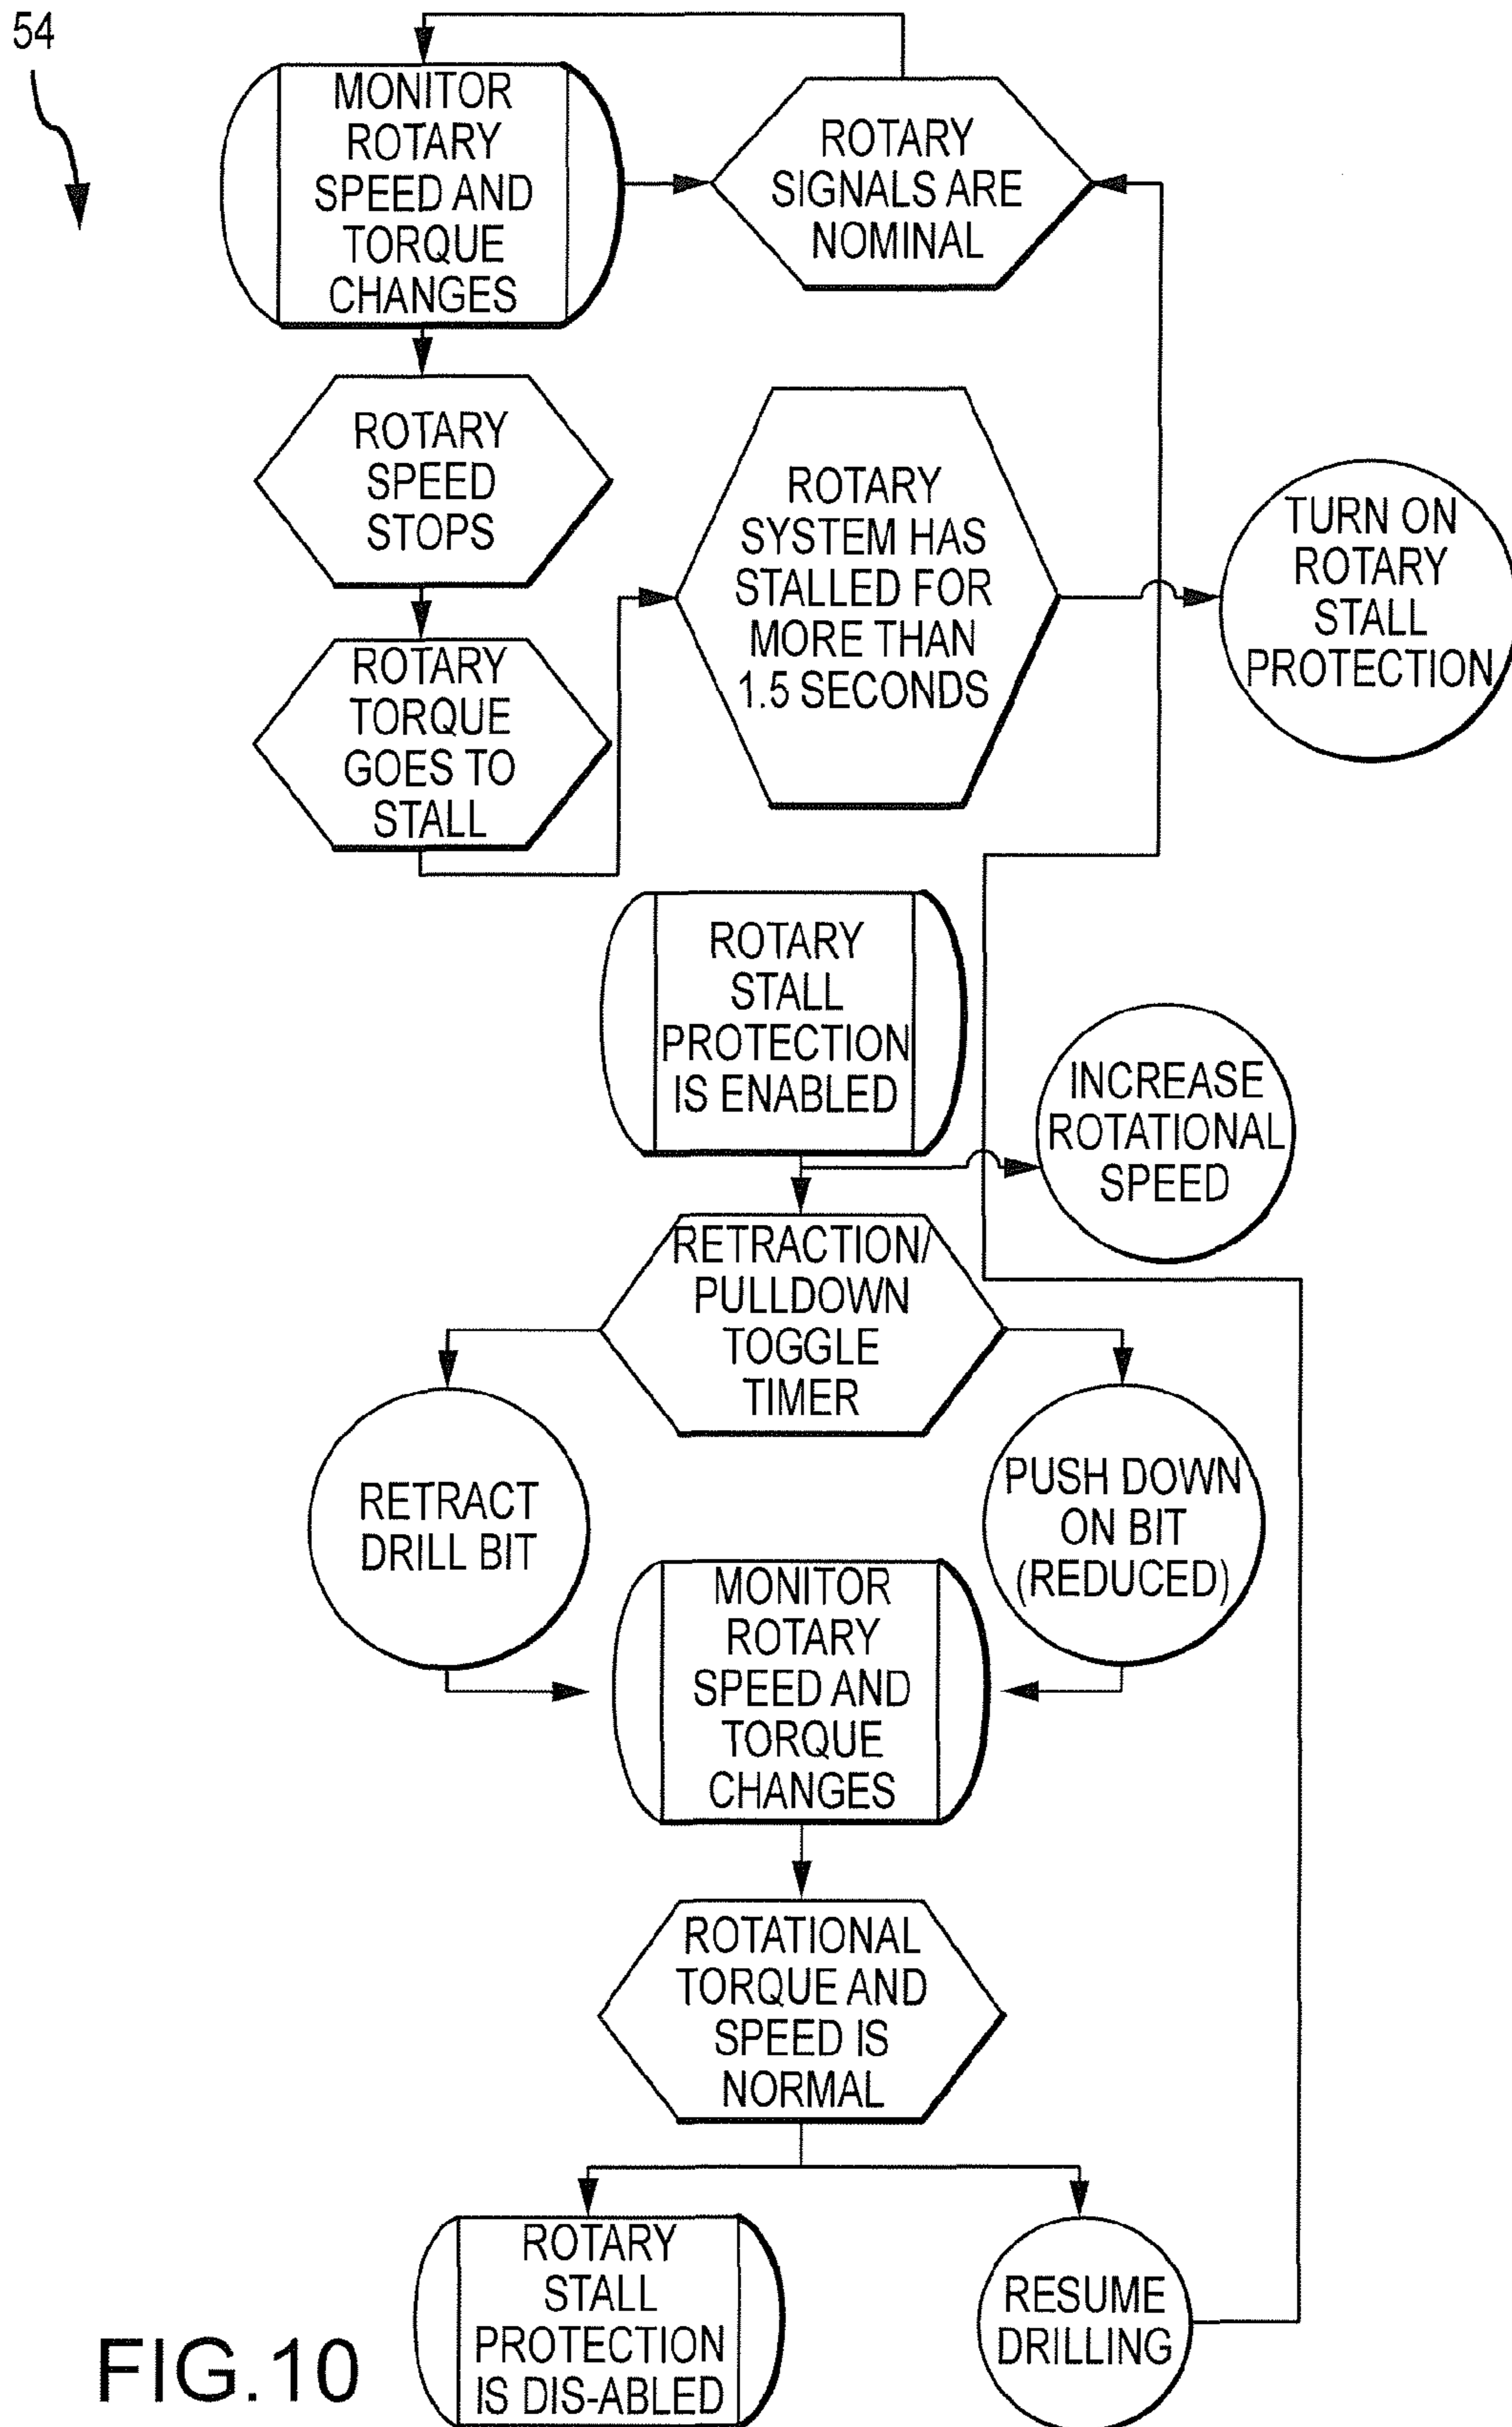 54
MONITOR
ROTARY
SPEED AND
TORQUE
CHANGES
ROTARY
SIGNALS ARE
NOMINAL
ROTARY
SPEED
STOPS
ROTARY
SYSTEM HAS
STALLED FOR
MORE THAN
1.5 SECONDS
TURN ON
ROTARY
STALL
PROTECTION
ROTARY
TORQUE
GOES TO
STALL
ROTARY
STALL
PROTECTION
IS ENABLED
INCREASE
ROTATIONAL
SPEED
RETRACTION/
PULLDOWN
TOGGLE
TIMER
RETRACT
DRILL BIT
PUSH DOWN
ON BIT
(REDUCED)
MONITOR
ROTARY
SPEED AND
TORQUE
CHANGES
ROTATIONAL
TORQUE AND
SPEED IS
NORMAL
ROTARY
STALL
PROTECTION
IS DIS-ABLED
RESUME
DRILLING
FIG.10